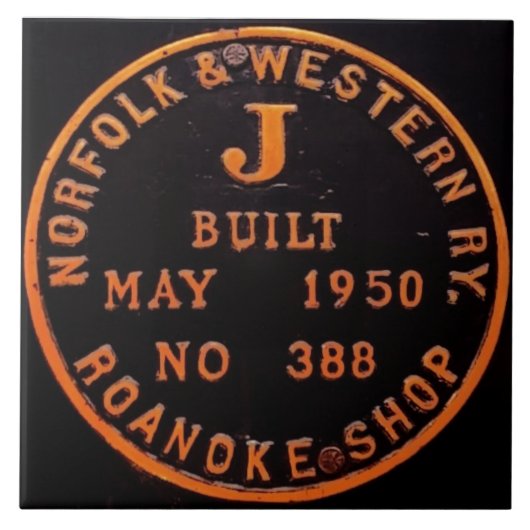 NORFOLK & WESTERN RY.
J
BUILT
MAY 1950
NO 388
ROANOKE SHOP